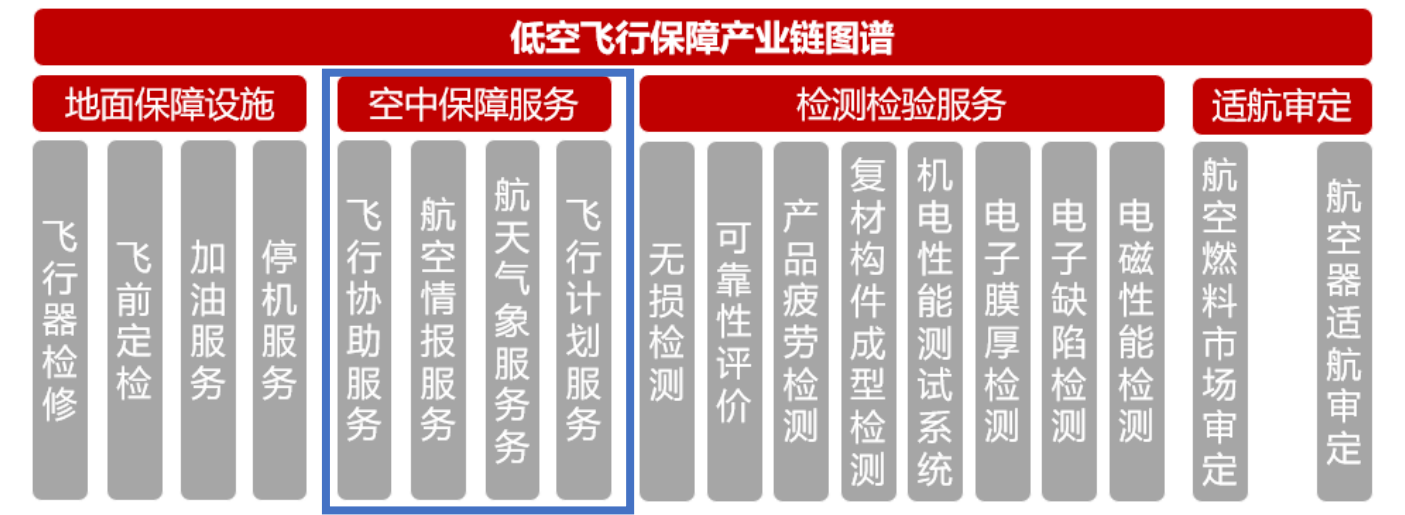 低空飞行保障产业链图谱
地面保障设施
飞行器检修
飞前定检
加油服务
停机服务
空中保障服务
飞行协助服务
航空情报服务
航天气象服务务
飞行计划服务
检测检验服务
无损检测
可靠性评价
产品疲劳检测
复材构件成型检测
机电性能测试系统
电子膜厚检测
电子缺陷检测
电磁性能检测
适航审定
航空燃料市场审定
航空器适航审定